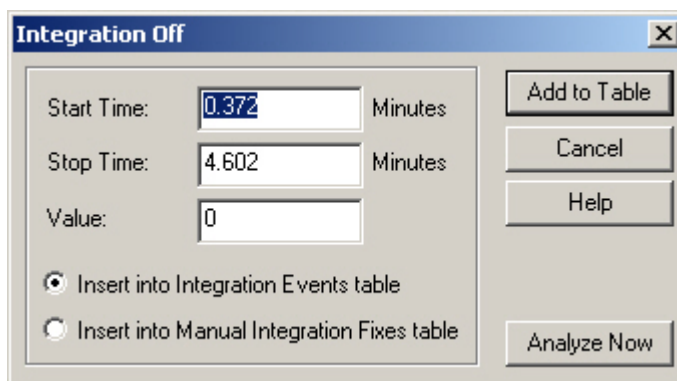 Integration Off
Start Time: 0.372 Minutes Add to Table
Stop Time: 4.602 Minutes Cancel
Value: 0 Help
Insert into Integration Events table
Insert into Manual Integration Fixes table
Analyze Now